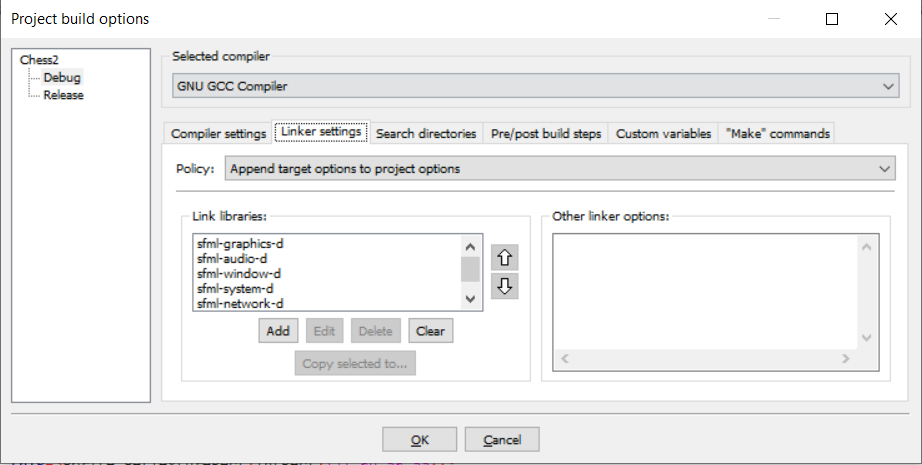 Project build options
Chess2
Debug
Release
Selected compiler
GNU GCC Compiler
Compiler settings
Linker settings
Search directories
Pre/post build steps
Custom variables
"Make" commands
Policy:
Append target options to project options
Link libraries:
sfml-graphics-d
sfml-audio-d
sfml-window-d
sfml-system-d
sfml-network-d
Add
Edit
Delete
Clear
Copy selected to...
Other linker options:
OK
Cancel